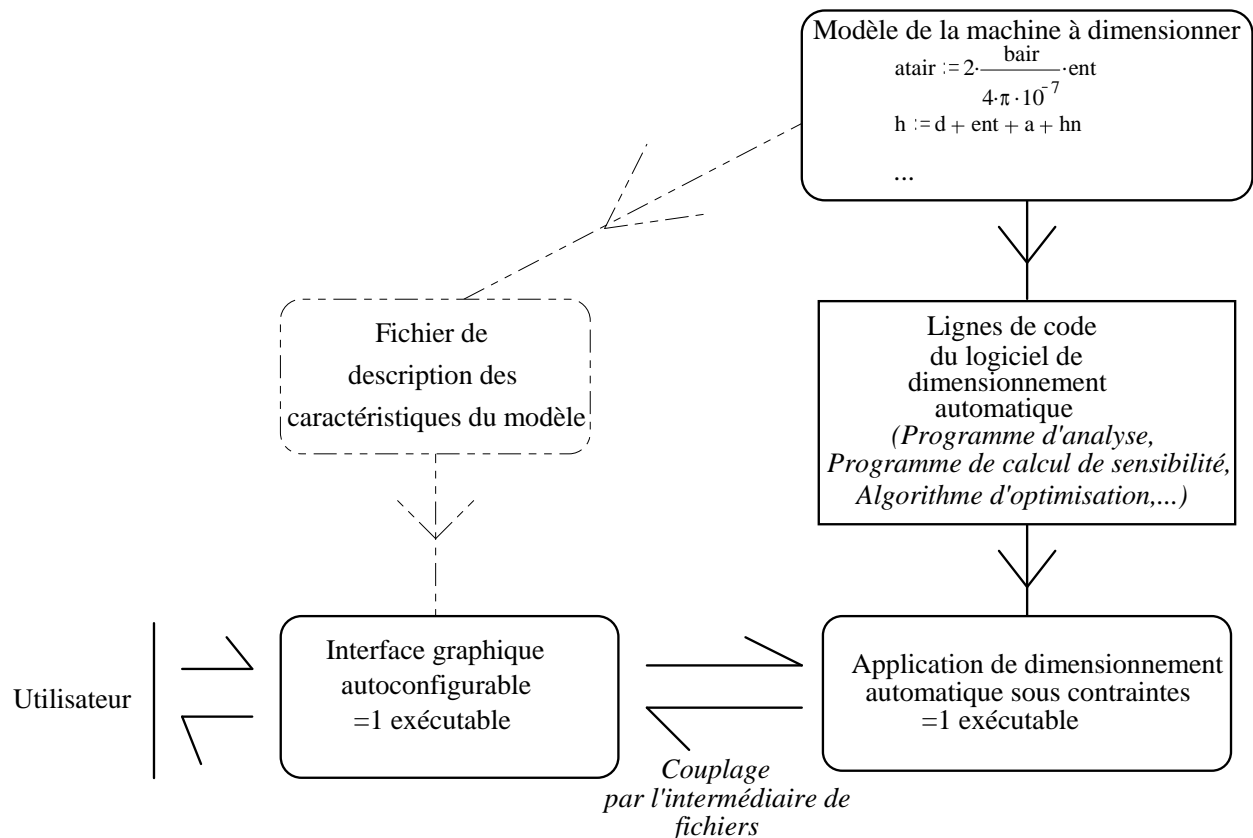 Modèle de la machine à dimensionner
atair := 2·bair/(4·π·10⁻⁷)·ent
h := d + ent + a + hn
...
Fichier de
description des
caractéristiques du modèle
Lignes de code
du logiciel de
dimensionnement
automatique
(Programme d'analyse,
Programme de calcul de sensibilité,
Algorithme d'optimisation,...)
Utilisateur
Interface graphique
autoconfigurable
=1 exécutable
Application de dimensionnement
automatique sous contraintes
=1 exécutable
Couplage
par l'intermédiaire de
fichiers